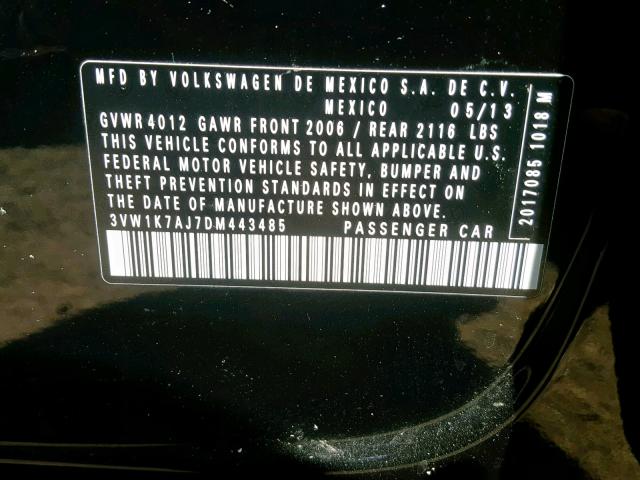 MFD BY VOLKSWAGEN DE MEXICO S.A. DE C.V.
MEXICO 05/13
GVWR 4012 GAWR FRONT 2006 / REAR 2116 LBS
THIS VEHICLE CONFORMS TO ALL APPLICABLE U.S.
FEDERAL MOTOR VEHICLE SAFETY, BUMPER AND
THEFT PREVENTION STANDARDS IN EFFECT ON
THE DATE OF MANUFACTURE SHOWN ABOVE.
3VW1K7AJ7DM443485 PASSENGER CAR
2017085 1018 M